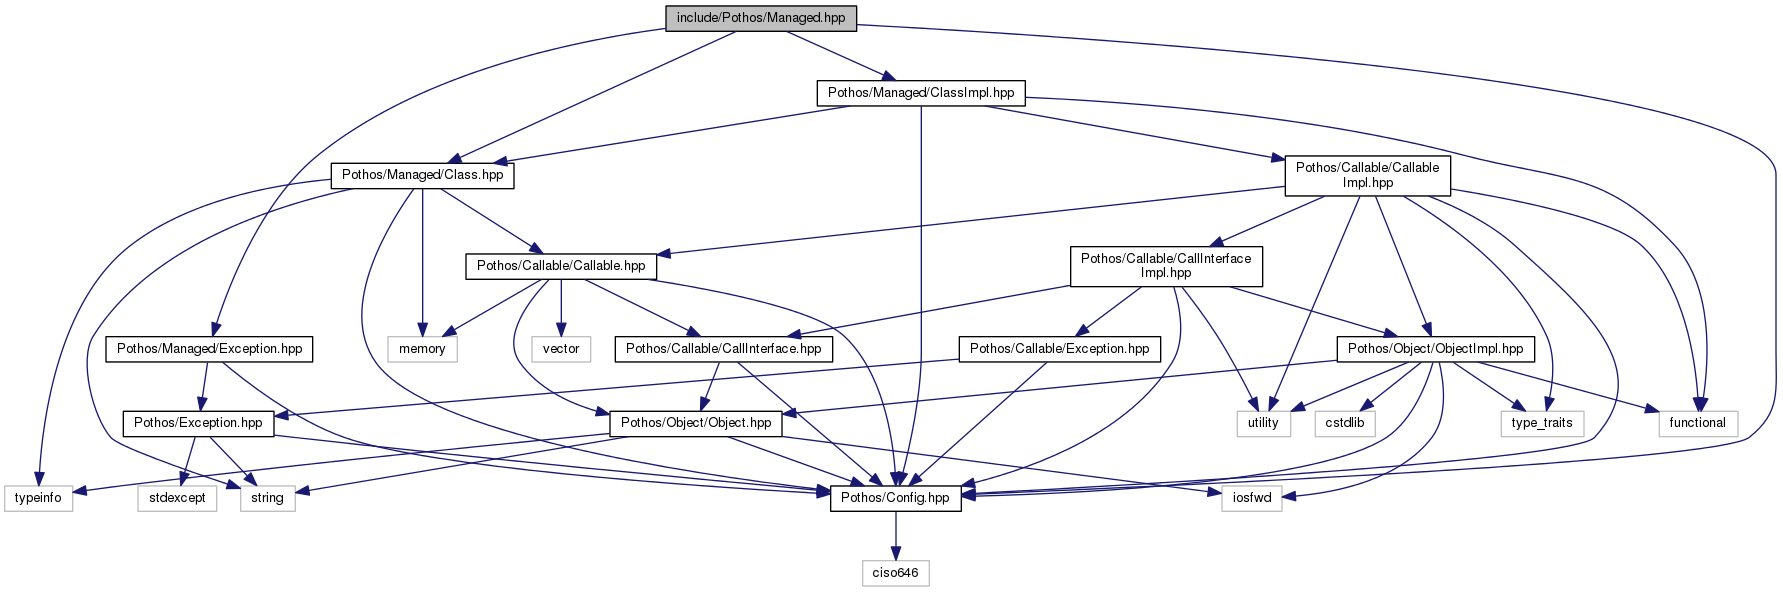 include/Pothos/Managed.hpp
Pothos/Managed/ClassImpl.hpp
Pothos/Managed/Class.hpp
Pothos/Callable/Callable
Impl.hpp
Pothos/Callable/Callable.hpp
Pothos/Callable/CallInterface
Impl.hpp
Pothos/Managed/Exception.hpp
memory
vector
Pothos/Callable/CallInterface.hpp
Pothos/Callable/Exception.hpp
Pothos/Object/ObjectImpl.hpp
Pothos/Exception.hpp
Pothos/Object/Object.hpp
utility
cstdlib
type_traits
functional
typeinfo
stdexcept
string
Pothos/Config.hpp
iosfwd
ciso646